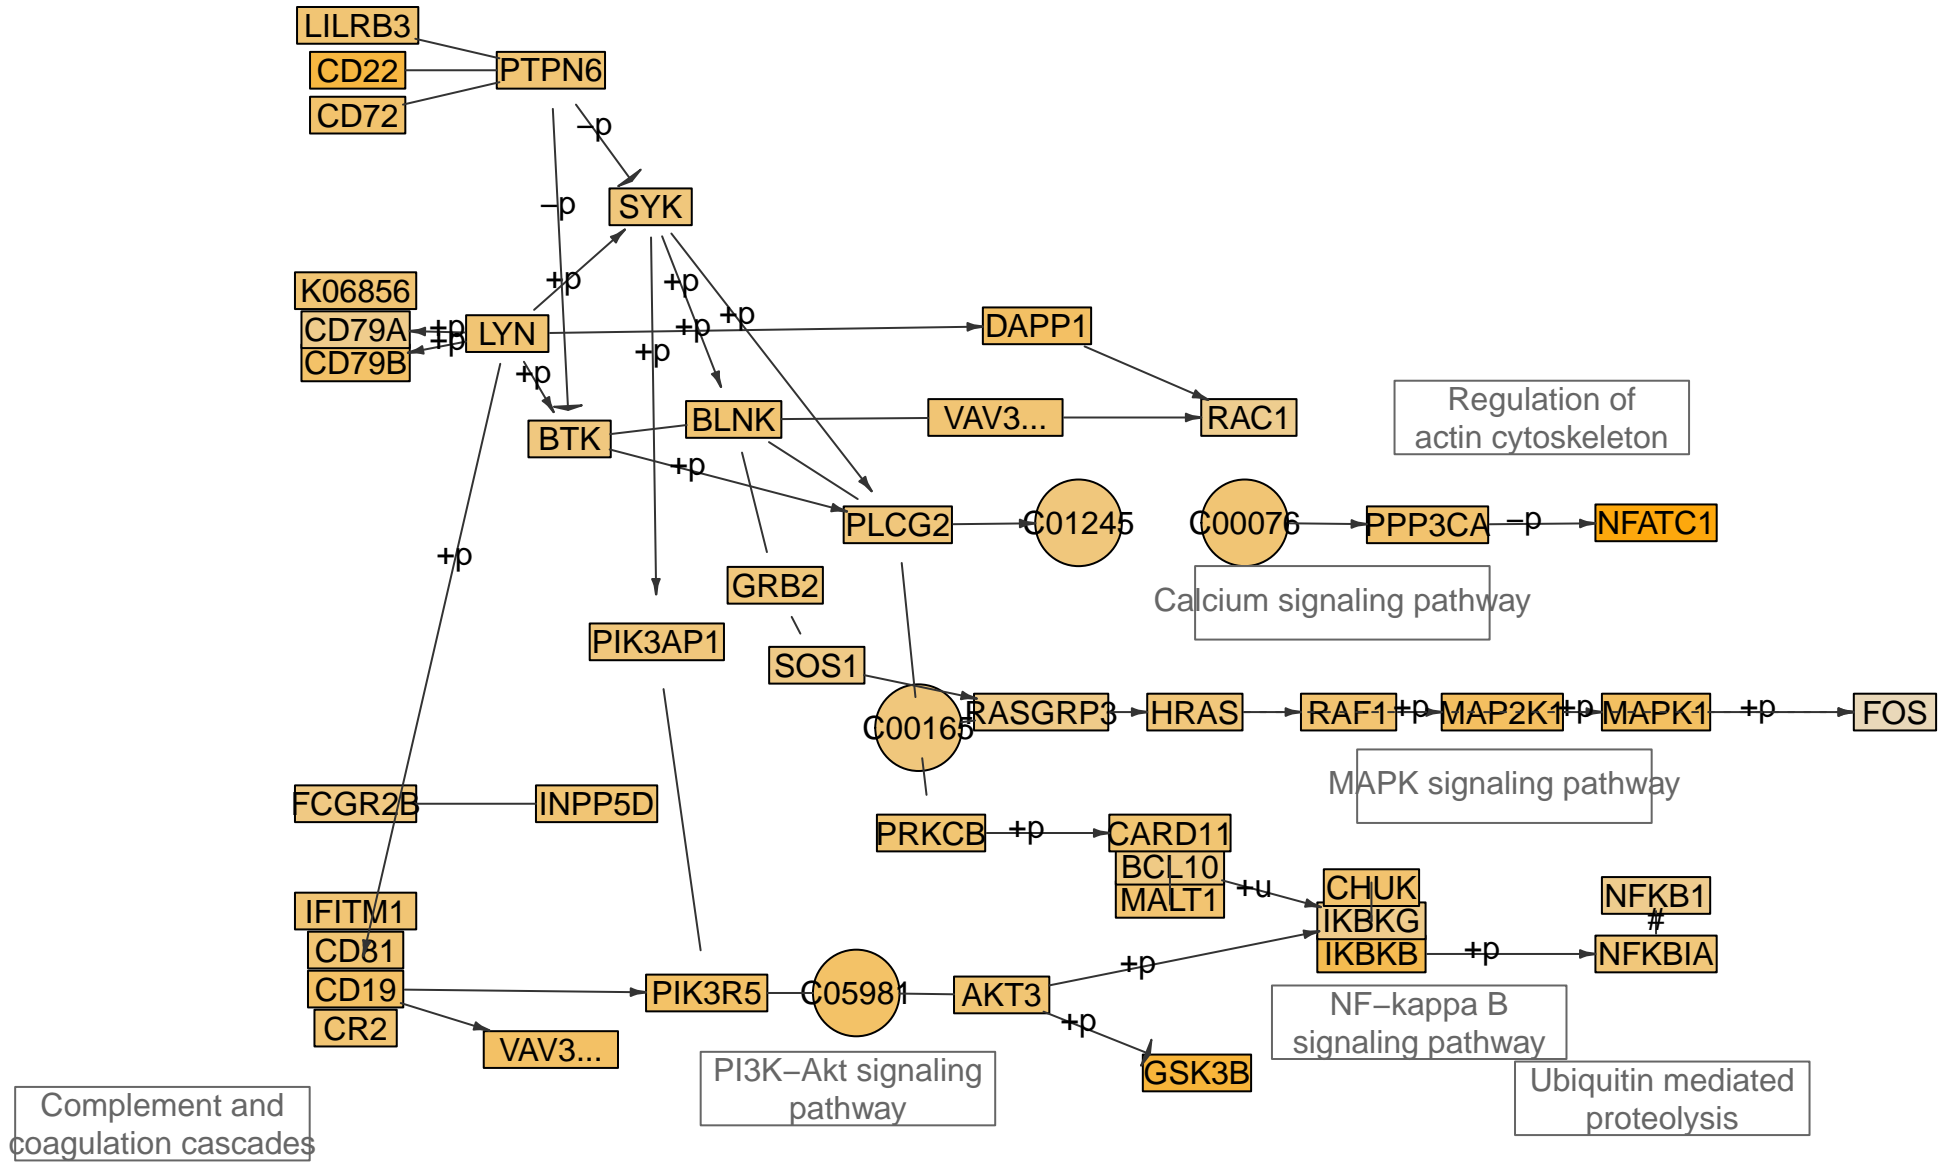 LILRB3
CD22
PTPN6
CD72
–p
SYK
–p
+p
+p
K06856
CD79A
+p
LYN
+p
CD79B
+p
+p
+p
DAPP1
+p
+p
BTK
BLNK
VAV3...
RAC1
Regulation of
actin cytoskeleton
+p
PLCG2
C01245
C00076
PPP3CA
–p
NFATC1
+p
GRB2
Calcium signaling pathway
PIK3AP1
SOS1
C00165
RASGRP3
HRAS
RAF1
+p
MAP2K1
+p
MAPK1
+p
FOS
MAPK signaling pathway
FCGR2B
INPP5D
PRKCB
+p
CARD11
BCL10
MALT1
+u
CHUK
IKBKG
IKBKB
+p
NFKB1
#
NFKBIA
IFITM1
CD81
CD19
CR2
VAV3...
PIK3R5
C05981
AKT3
+p
+p
GSK3B
NF–kappa B
signaling pathway
PI3K–Akt signaling
pathway
Ubiquitin mediated
proteolysis
Complement and
coagulation cascades